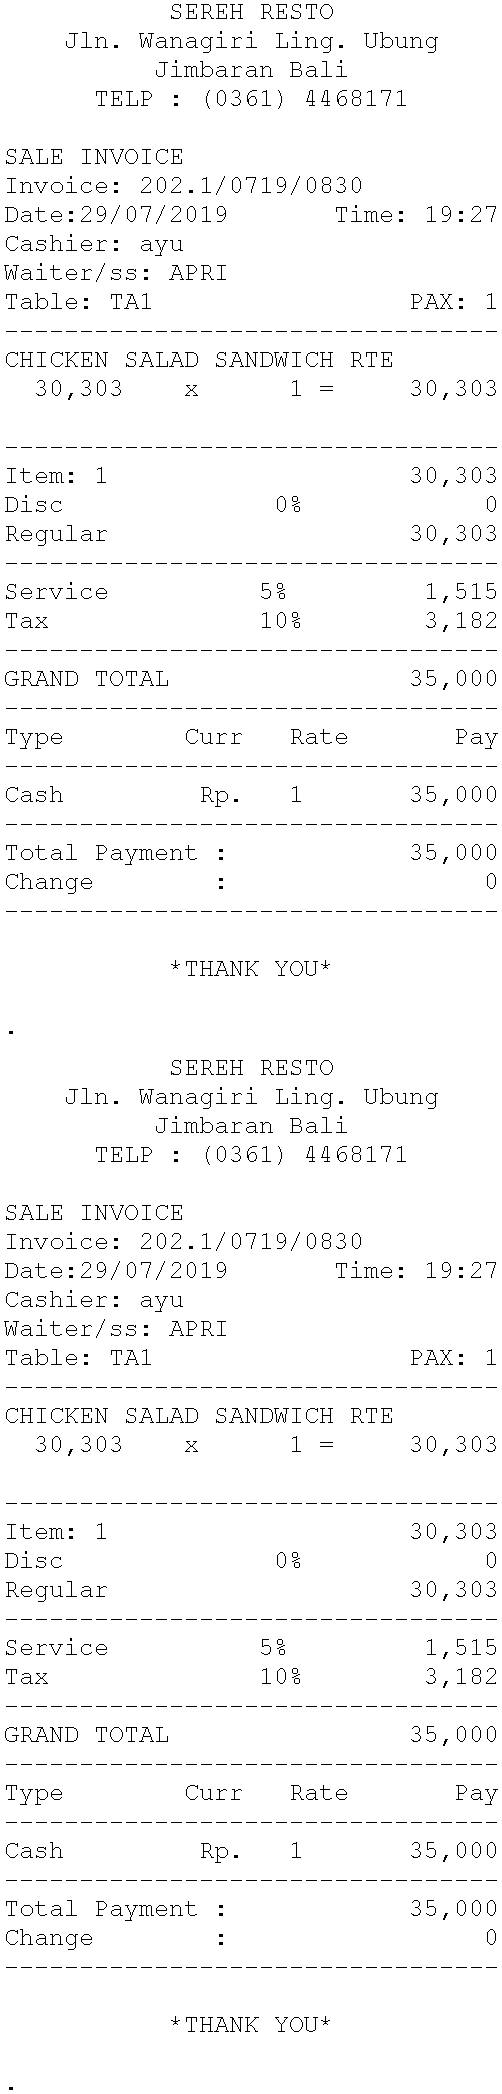 SEREH RESTO
Jln. Wanagiri Ling. Ubung
Jimbaran Bali
TELP : (0361) 4468171
SALE INVOICE
Invoice: 202.1/0719/0830
Date:29/07/2019 Time: 19:27
Cashier: ayu
Waiter/ss: APRI
Table: TA1 PAX: 1
---------------------------------
CHICKEN SALAD SANDWICH RTE
30,303 x 1 = 30,303
---------------------------------
Item: 1 30,303
Disc 0% 0
Regular 30,303
---------------------------------
Service 5% 1,515
Tax 10% 3,182
---------------------------------
GRAND TOTAL 35,000
---------------------------------
Type Curr Rate Pay
---------------------------------
Cash Rp. 1 35,000
---------------------------------
Total Payment : 35,000
Change : 0
---------------------------------
*THANK YOU*
.
SEREH RESTO
Jln. Wanagiri Ling. Ubung
Jimbaran Bali
TELP : (0361) 4468171
SALE INVOICE
Invoice: 202.1/0719/0830
Date:29/07/2019 Time: 19:27
Cashier: ayu
Waiter/ss: APRI
Table: TA1 PAX: 1
---------------------------------
CHICKEN SALAD SANDWICH RTE
30,303 x 1 = 30,303
---------------------------------
Item: 1 30,303
Disc 0% 0
Regular 30,303
---------------------------------
Service 5% 1,515
Tax 10% 3,182
---------------------------------
GRAND TOTAL 35,000
---------------------------------
Type Curr Rate Pay
---------------------------------
Cash Rp. 1 35,000
---------------------------------
Total Payment : 35,000
Change : 0
---------------------------------
*THANK YOU*
.